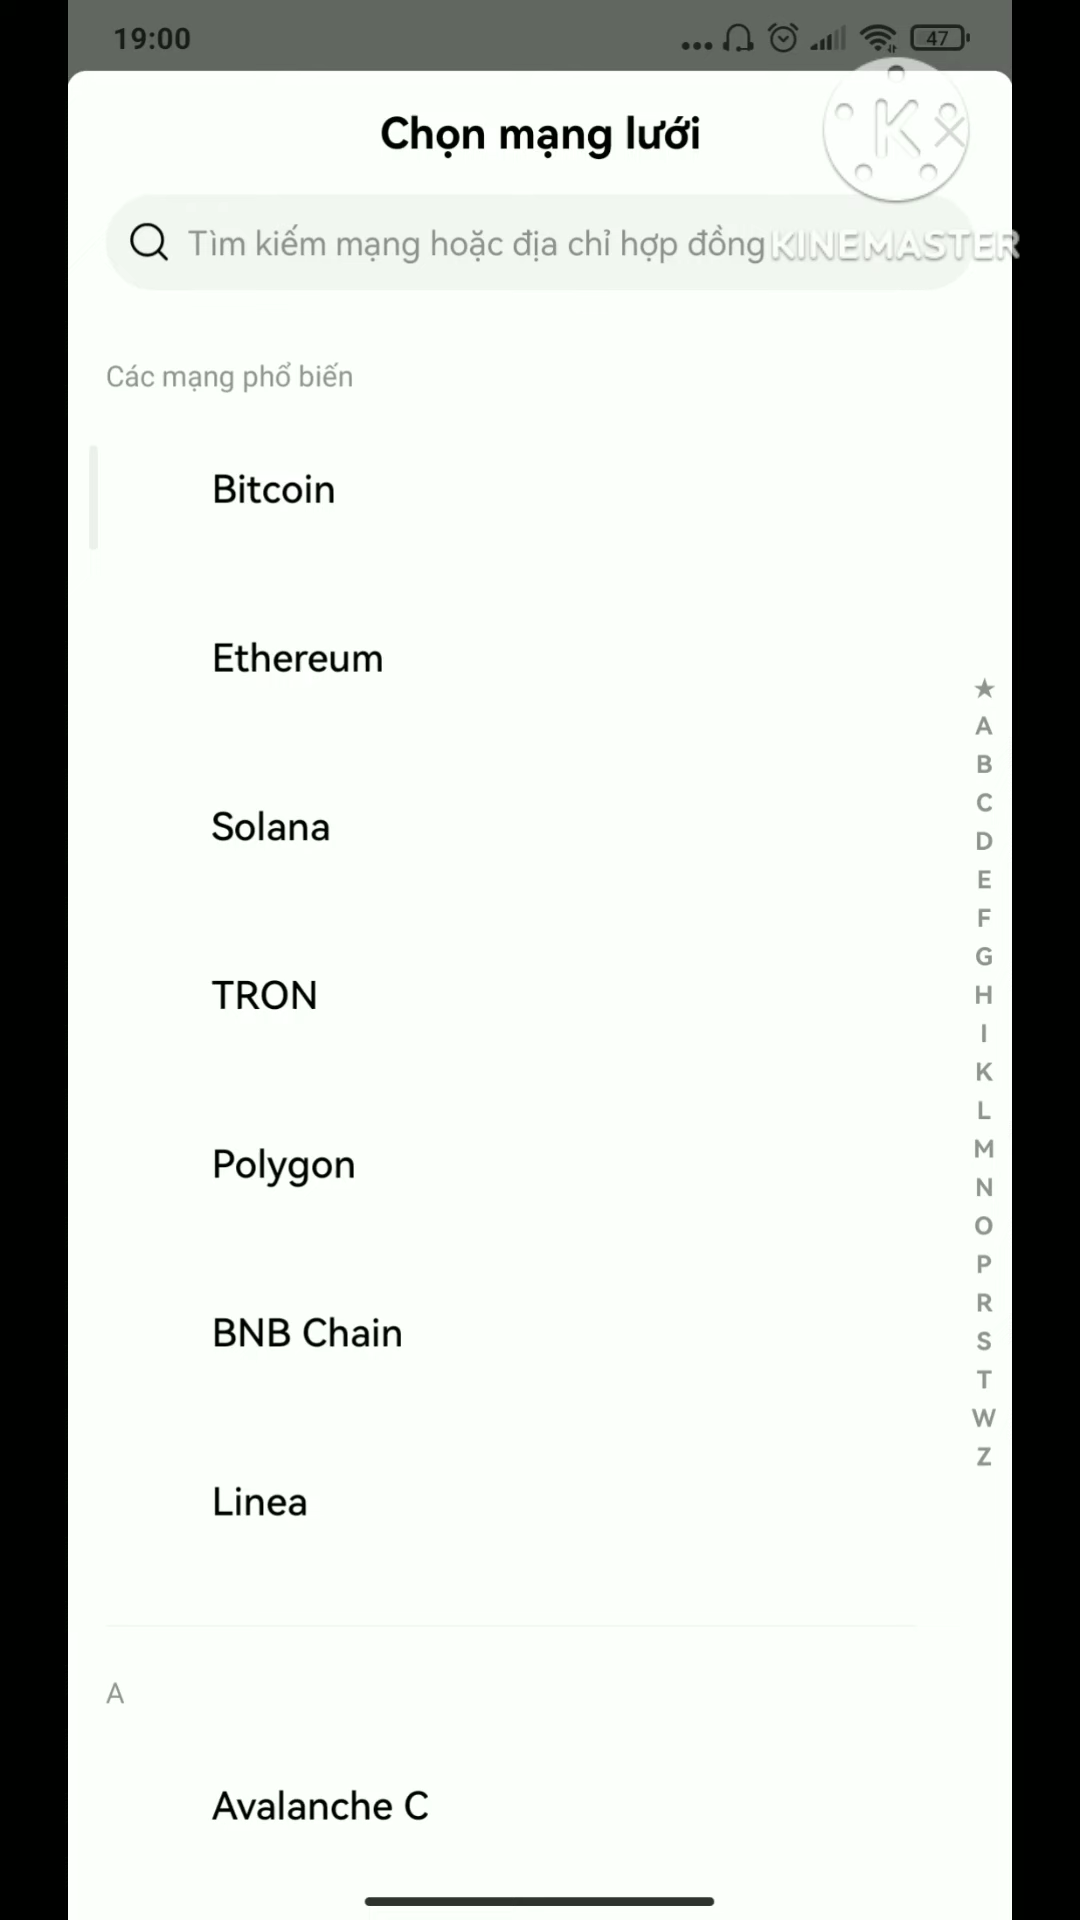 19:00
47
Chọn mạng lưới
K
Tìm kiếm mạng hoặc địa chỉ hợp đồng
KINEMASTER
Các mạng phổ biến
Bitcoin
Ethereum
Solana
TRON
Polygon
BNB Chain
Linea
A
Avalanche C
★
A
B
C
D
E
F
G
H
I
K
L
M
N
O
P
R
S
T
W
Z